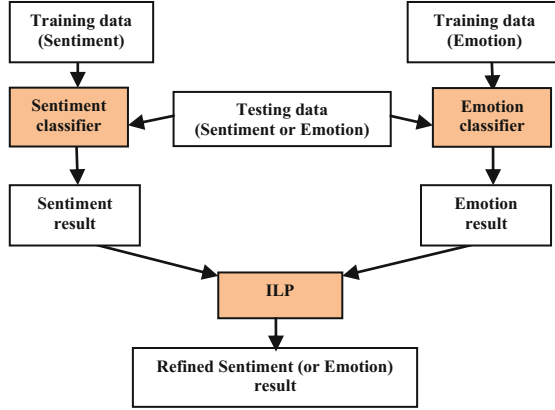 Training data
(Sentiment)
Training data
(Emotion)
Sentiment
classifier
Testing data
(Sentiment or Emotion)
Emotion
classifier
Sentiment
result
Emotion
result
ILP
Refined Sentiment (or Emotion)
result